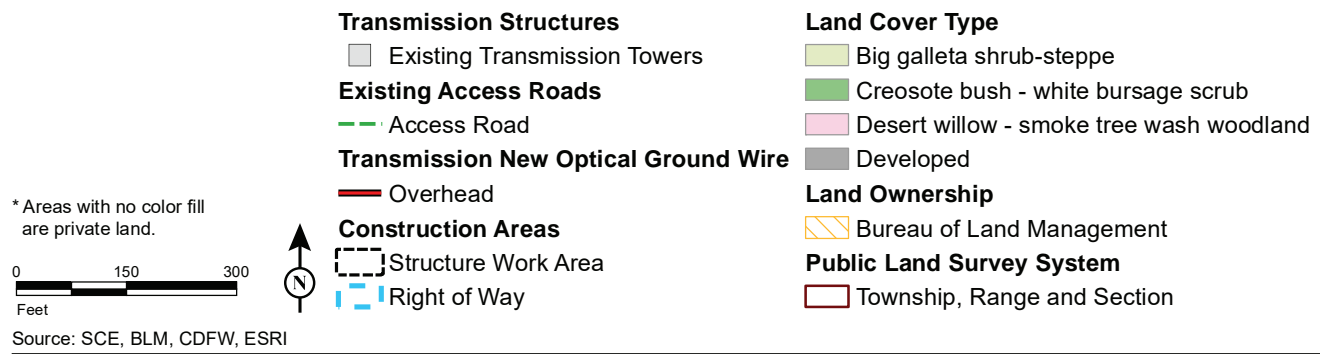 Transmission Structures
Existing Transmission Towers
Existing Access Roads
Access Road
Transmission New Optical Ground Wire
Overhead
Construction Areas
Structure Work Area
Right of Way
Land Cover Type
Big galleta shrub-steppe
Creosote bush - white bursage scrub
Desert willow - smoke tree wash woodland
Developed
Land Ownership
Bureau of Land Management
Public Land Survey System
Township, Range and Section
* Areas with no color fill
are private land.
0 150 300
Feet
N
Source: SCE, BLM, CDFW, ESRI